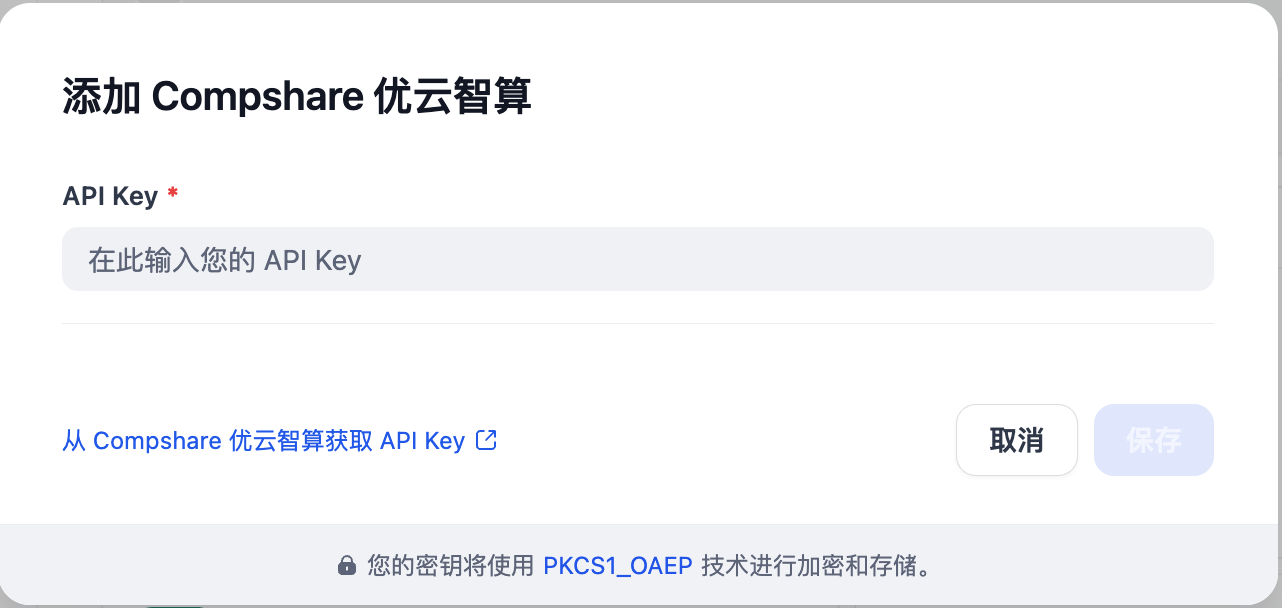 添加 Compshare 优云智算
API Key *
在此输入您的 API Key
从 Compshare 优云智算获取 API Key
取消
保存
您的密钥将使用 PKCS1_OAEP 技术进行加密和存储。